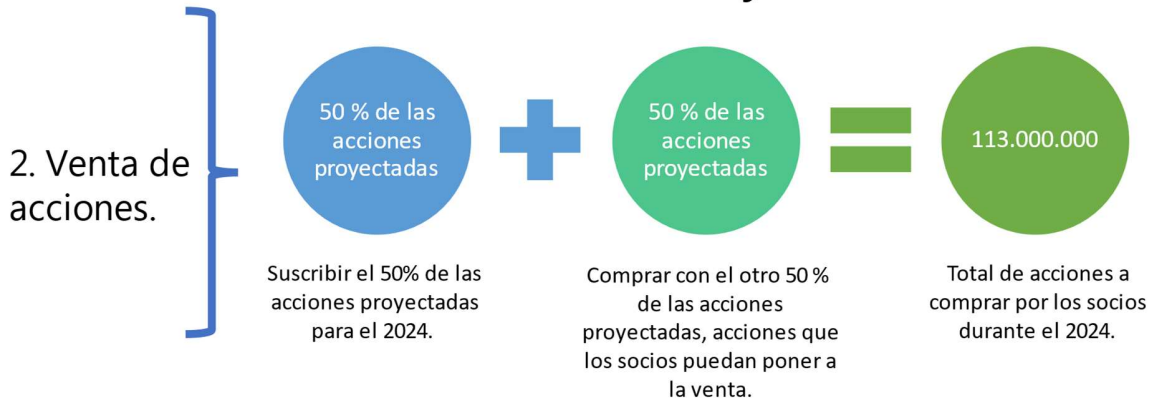 2. Venta de
acciones.
50 % de las
acciones
proyectadas
50 % de las
acciones
proyectadas
113.000.000
Suscribir el 50% de las
acciones proyectadas
para el 2024.
Comprar con el otro 50 %
de las acciones
proyectadas, acciones que
los socios puedan poner a
la venta.
Total de acciones a
comprar por los socios
durante el 2024.